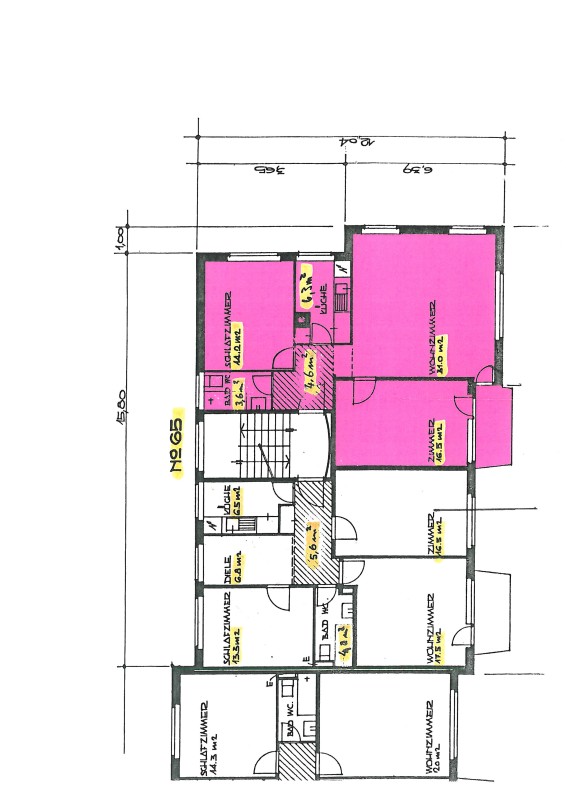 12,04
3,65
6,39
1,00
15,80
Nº 65
SCHLAFZIMMER
14.0 m2
6,3 m²
KÜCHE
WOHNZIMMER
31.0 m2
BAD WC
3,6 m²
4.6 m²
ZIMMER
16.5 m2
KÜCHE
6.5 m2
5,6 m²
ZIMMER
16.5 m2
DIELE
6.8 m2
SCHLAFZIMMER
13.3 m2
BAD WC.
4,8 m²
WOHNZIMMER
17.5 m2
E
E
SCHLAFZIMMER
14.3 m2
BAD WC.
WOHNZIMMER
20 m2